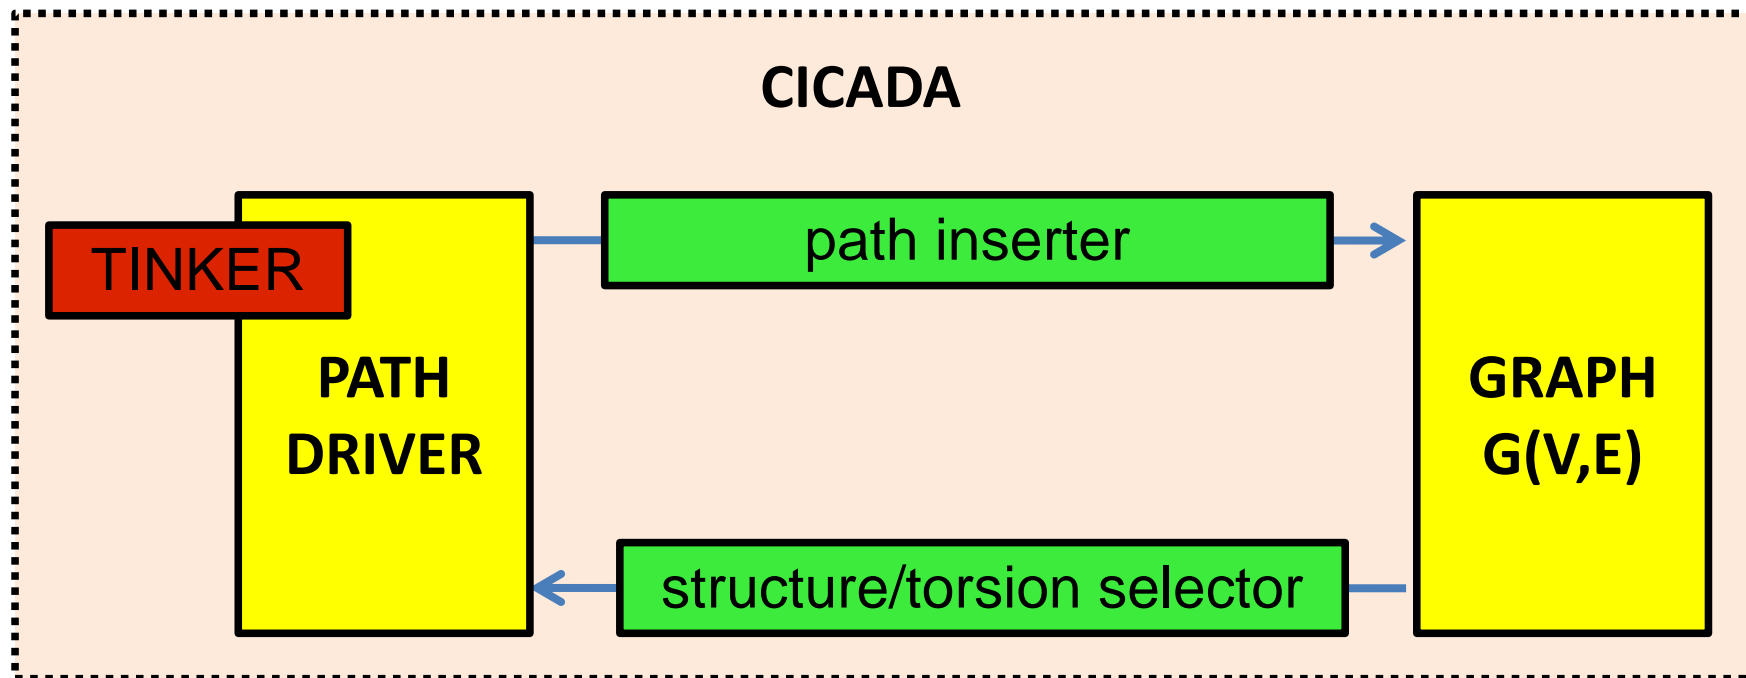 CICADA
TINKER
PATH
DRIVER
path inserter
GRAPH
G(V,E)
structure/torsion selector